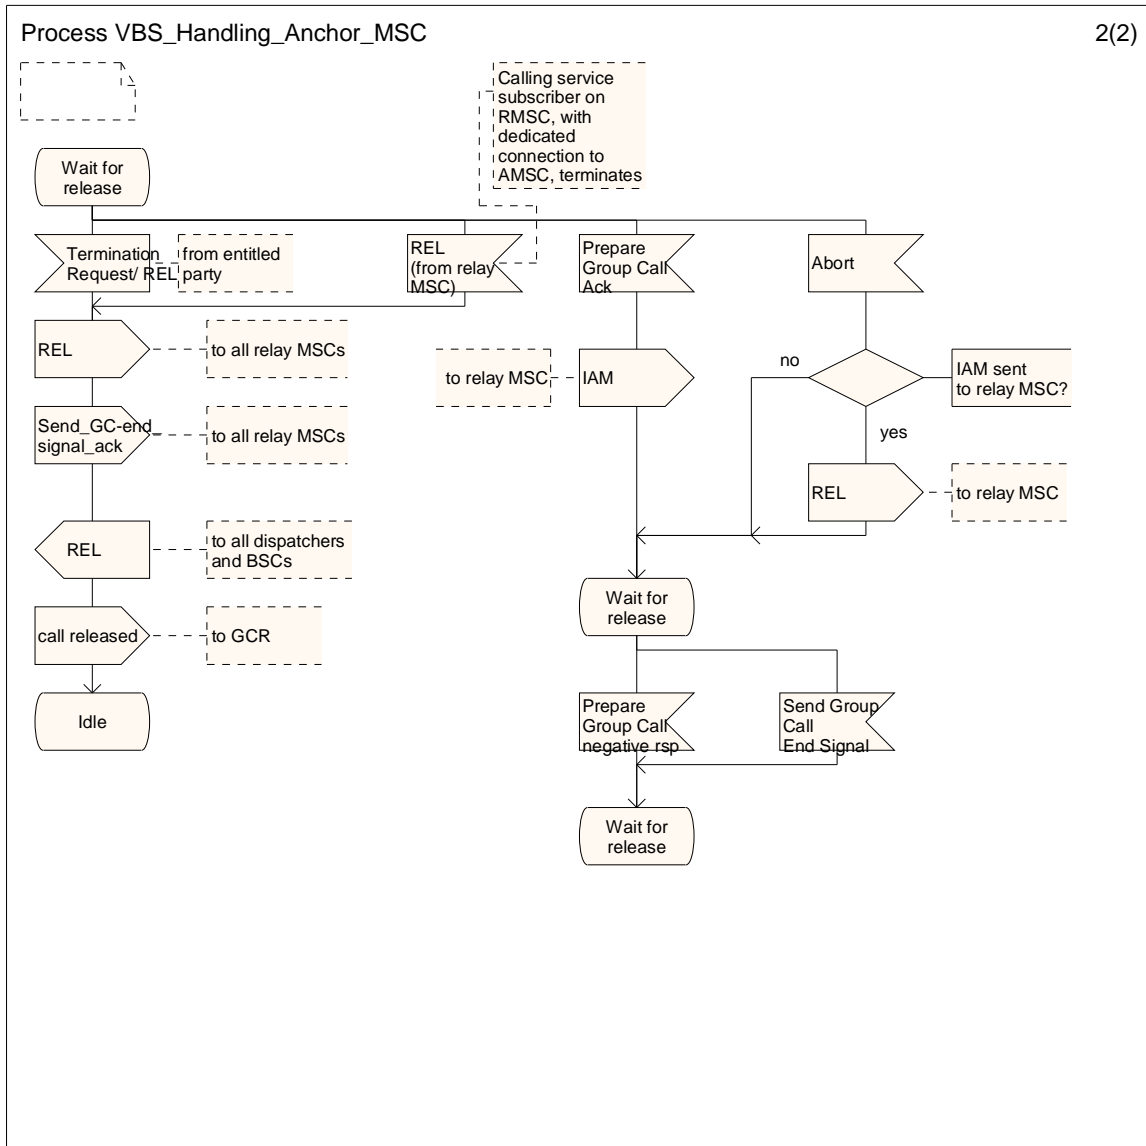 Process VBS_Handling_Anchor_MSC
2(2)
Calling service
subscriber on
RMSC, with
dedicated
connection to
AMSC, terminates
Wait for
release
Termination
Request/ REL
from entitled
party
REL
(from relay
MSC)
Prepare
Group Call
Ack
Abort
REL
to all relay MSCs
to relay MSC
IAM
no
IAM sent
to relay MSC?
yes
Send_GC-end_
signal_ack
to all relay MSCs
REL
to relay MSC
REL
to all dispatchers
and BSCs
Wait for
release
call released
to GCR
Idle
Prepare
Group Call
negative rsp
Send Group
Call
End Signal
Wait for
release